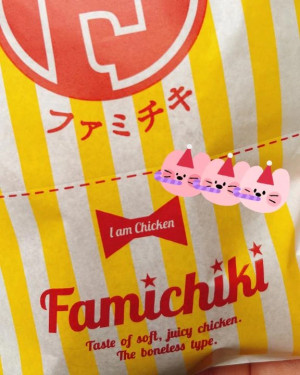 ファミチキ
I am Chicken
Famichiki
Taste of soft, juicy chicken.
The boneless type.